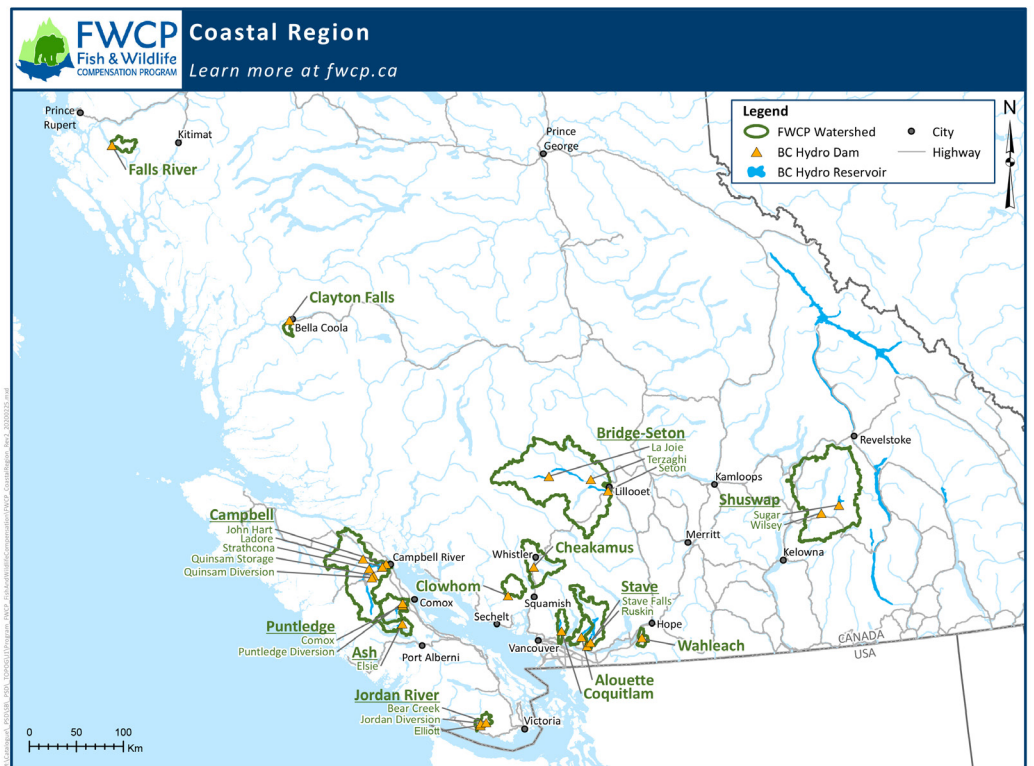 FWCP
Fish & Wildlife
COMPENSATION PROGRAM
Coastal Region
Learn more at fwcp.ca
Legend
FWCP Watershed
City
BC Hydro Dam
Highway
BC Hydro Reservoir
N
Prince
Rupert
Kitimat
Falls River
Prince
George
Clayton Falls
Bella Coola
Revelstoke
Bridge-Seton
La Joie
Terzaghi
Seton
Lillooet
Kamloops
Shuswap
Sugar
Wilsey
Merritt
Kelowna
Campbell
John Hart
Ladore
Strathcona
Quinsam Storage
Quinsam Diversion
Campbell River
Whistler
Cheakamus
Clowhom
Squamish
Comox
Sechelt
Stave
Stave Falls
Ruskin
Hope
Vancouver
Wahleach
Puntledge
Comox
Puntledge Diversion
Ash
Elsie
Port Alberni
Alouette
Coquitlam
CANADA
USA
Jordan River
Bear Creek
Jordan Diversion
Elliott
Victoria
0 50 100
Km